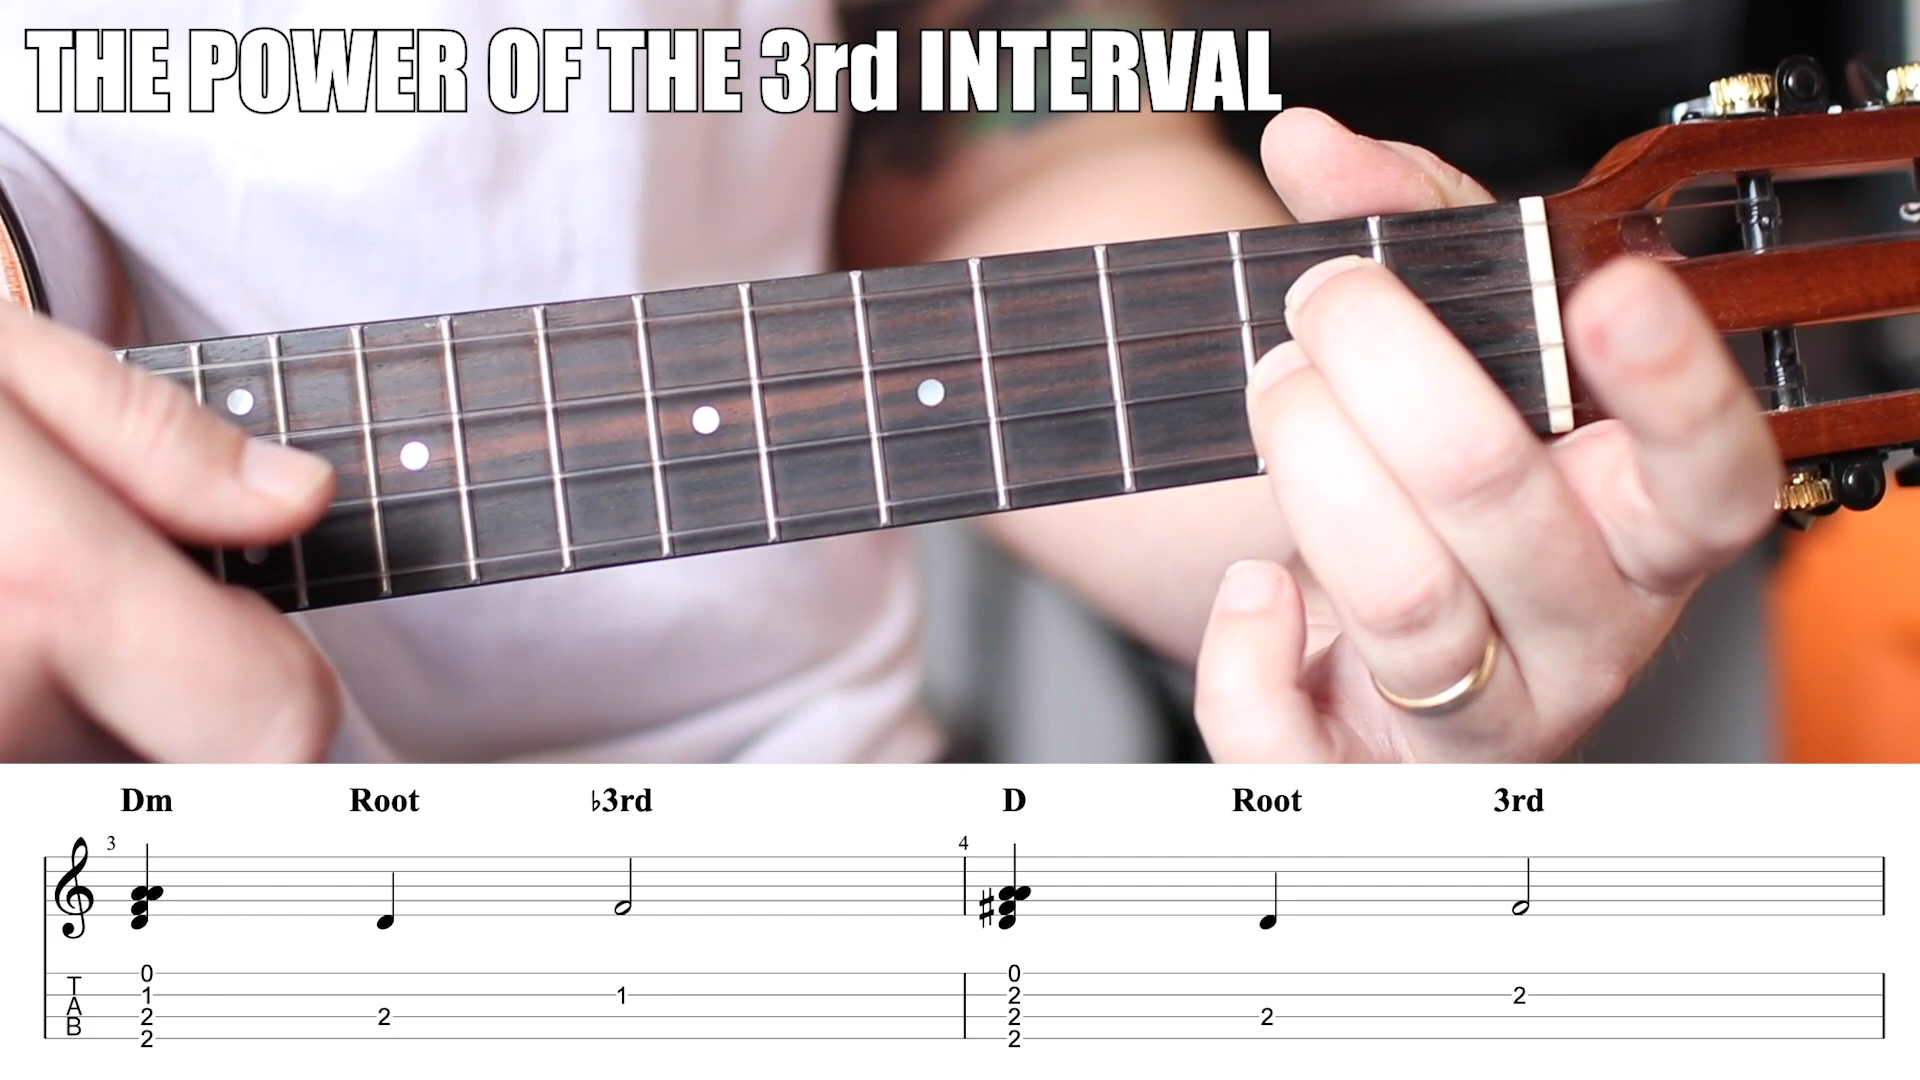 THE POWER OF THE 3rd INTERVAL
Dm Root ♭3rd D Root 3rd
3 4
0 0
T 1 1 2 2
A 2 2 2 2
B 2 2